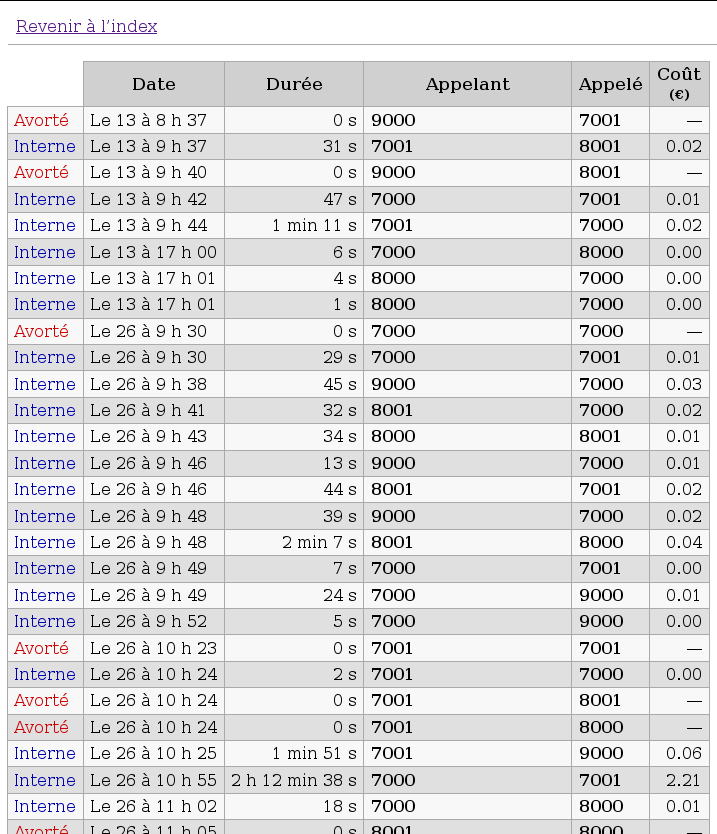 Revenir à l’index
Date Durée Appelant Appelé Coût (€)
Avorté Le 13 à 8 h 37 0 s 9000 7001 —
Interne Le 13 à 9 h 37 31 s 7001 8001 0.02
Avorté Le 13 à 9 h 40 0 s 9000 8001 —
Interne Le 13 à 9 h 42 47 s 7000 7001 0.01
Interne Le 13 à 9 h 44 1 min 11 s 7001 7000 0.02
Interne Le 13 à 17 h 00 6 s 7000 8000 0.00
Interne Le 13 à 17 h 01 4 s 8000 7000 0.00
Interne Le 13 à 17 h 01 1 s 8000 7000 0.00
Avorté Le 26 à 9 h 30 0 s 7000 7000 —
Interne Le 26 à 9 h 30 29 s 7000 7001 0.01
Interne Le 26 à 9 h 38 45 s 9000 7000 0.03
Interne Le 26 à 9 h 41 32 s 8001 7000 0.02
Interne Le 26 à 9 h 43 34 s 8000 8001 0.01
Interne Le 26 à 9 h 46 13 s 9000 7000 0.01
Interne Le 26 à 9 h 46 44 s 8001 7001 0.02
Interne Le 26 à 9 h 48 39 s 9000 7000 0.02
Interne Le 26 à 9 h 48 2 min 7 s 8001 8000 0.04
Interne Le 26 à 9 h 49 7 s 7000 7001 0.00
Interne Le 26 à 9 h 49 24 s 7000 9000 0.01
Interne Le 26 à 9 h 52 5 s 7000 9000 0.00
Avorté Le 26 à 10 h 23 0 s 7001 7001 —
Interne Le 26 à 10 h 24 2 s 7001 7000 0.00
Avorté Le 26 à 10 h 24 0 s 7001 8001 —
Avorté Le 26 à 10 h 24 0 s 7001 8000 —
Interne Le 26 à 10 h 25 1 min 51 s 7001 9000 0.06
Interne Le 26 à 10 h 55 2 h 12 min 38 s 7000 7001 2.21
Interne Le 26 à 11 h 02 18 s 7000 8000 0.01
Avorté Le 26 à 11 h 05 0 s 8001 8000 —